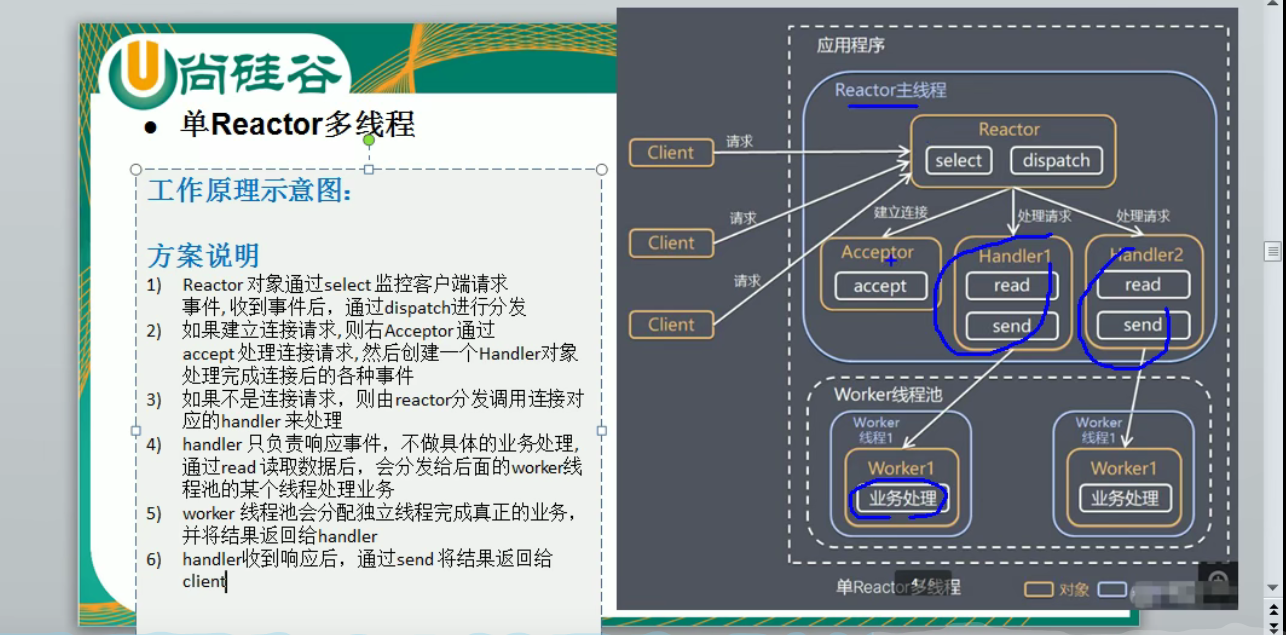 尚硅谷
● 单Reactor多线程
工作原理示意图:
方案说明
1) Reactor 对象通过select 监控客户端请求
事件, 收到事件后，通过dispatch进行分发
2) 如果建立连接请求, 则右Acceptor 通过
accept 处理连接请求, 然后创建一个Handler对象
处理完成连接后的各种事件
3) 如果不是连接请求，则由reactor分发调用连接对
应的handler 来处理
4) handler 只负责响应事件，不做具体的业务处理,
通过read 读取数据后，会分发给后面的worker线
程池的某个线程处理业务
5) worker 线程池会分配独立线程完成真正的业务，
并将结果返回给handler
6) handler收到响应后，通过send 将结果返回给
client
应用程序
Reactor主线程
Reactor
select dispatch
Client 请求
Client 请求
Client 请求
建立连接 处理请求 处理请求
Acceptor
accept
Handler1
read
send
Handler2
read
send
Worker线程池
Worker
线程1
Worker1
业务处理
Worker
线程1
Worker1
业务处理
单Reactor多线程
对象